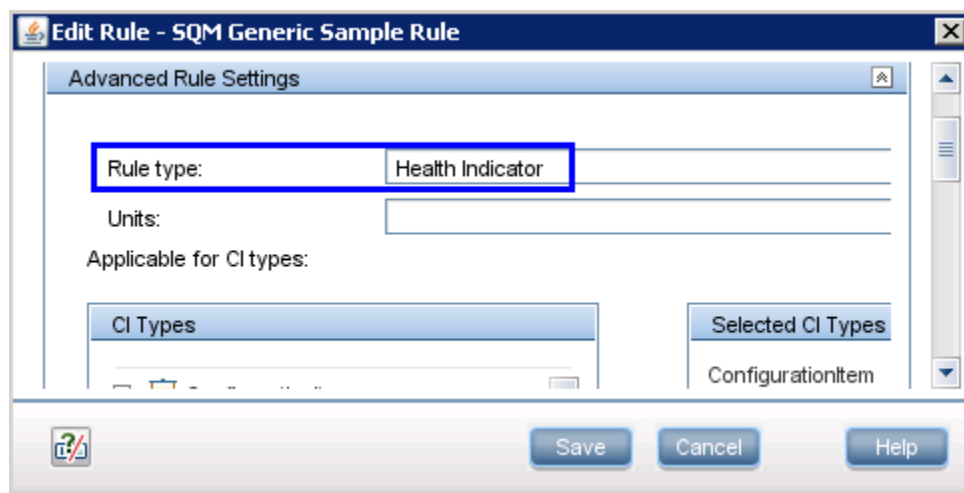 Edit Rule - SQM Generic Sample Rule
Advanced Rule Settings
Rule type: Health Indicator
Units:
Applicable for CI types:
CI Types Selected CI Types
ConfigurationItem
Save Cancel Help